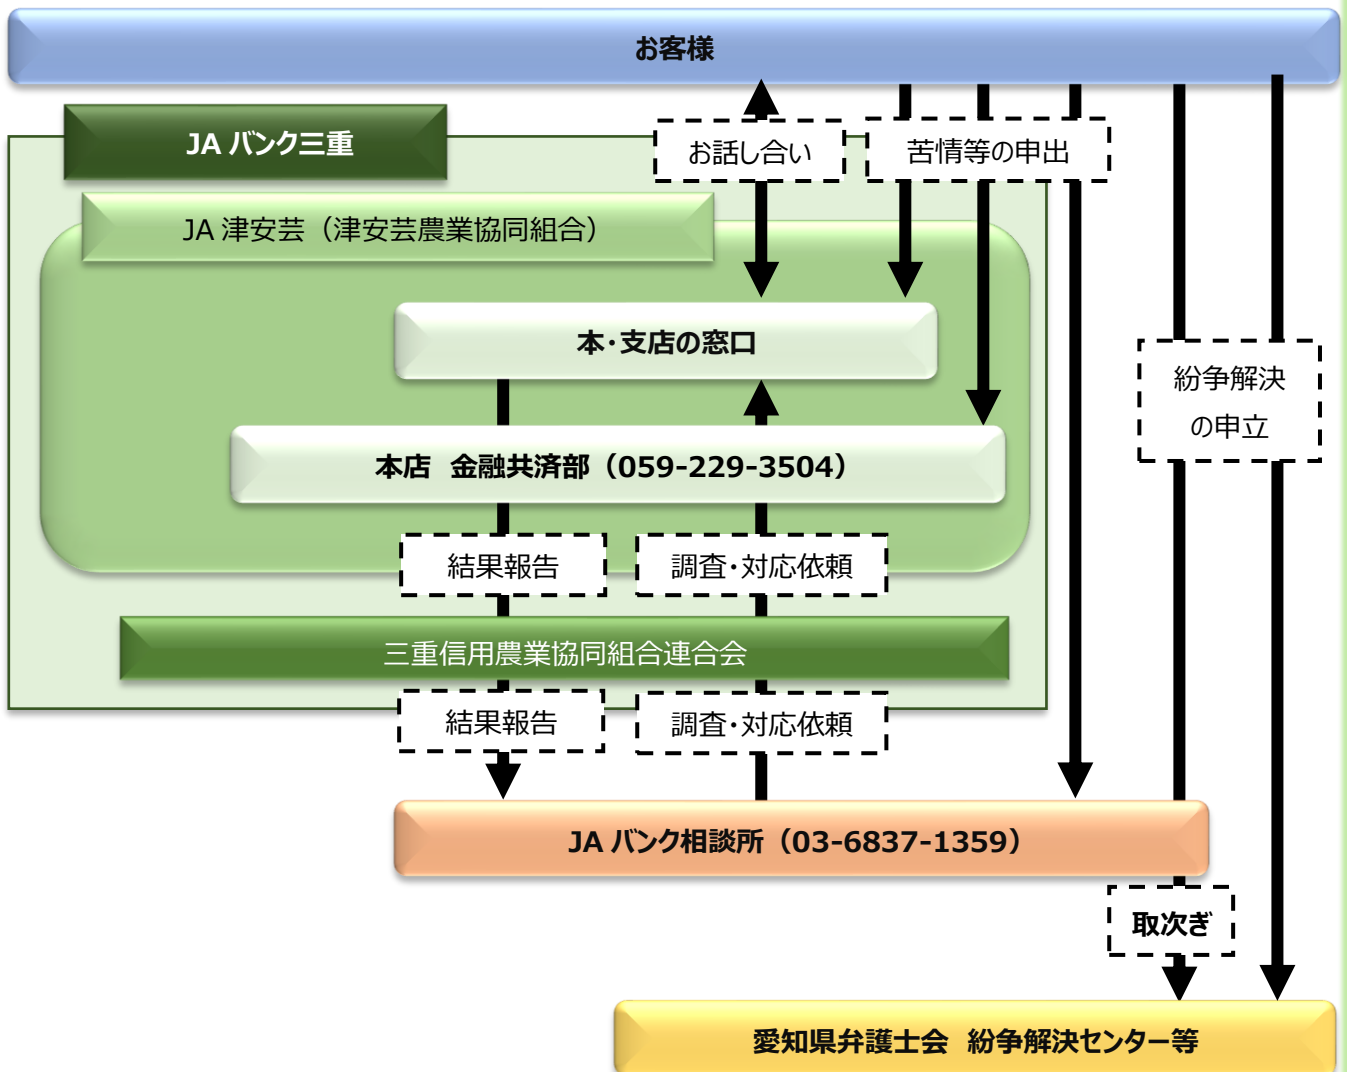 お客様
JA バンク三重
お話し合い
苦情等の申出
JA 津安芸（津安芸農業協同組合）
本・支店の窓口
紛争解決
の申立
本店 金融共済部（059-229-3504）
結果報告
調査・対応依頼
三重信用農業協同組合連合会
結果報告
調査・対応依頼
JA バンク相談所（03-6837-1359）
取次ぎ
愛知県弁護士会 紛争解決センター等